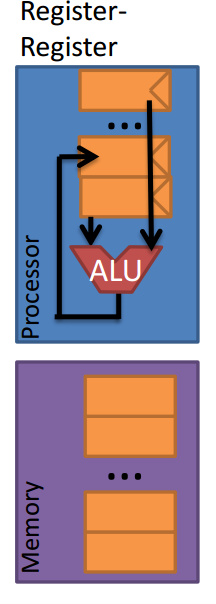 Register-
Register
...
Processor
ALU
...
Memory